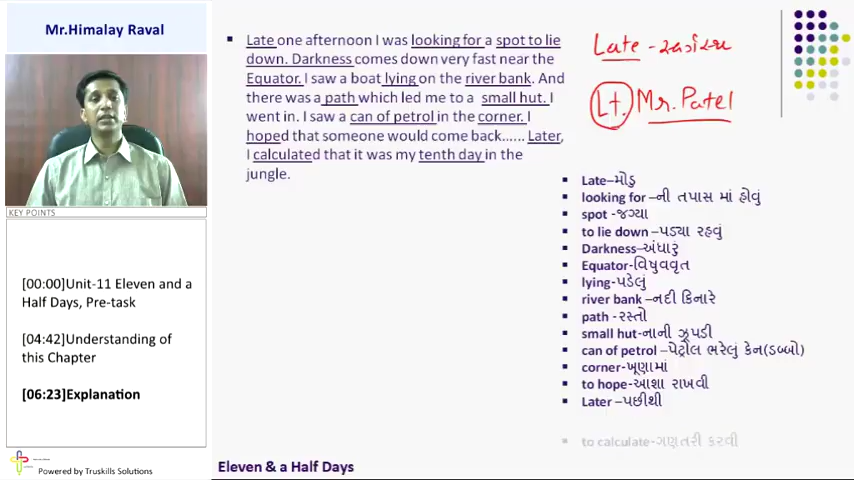 Mr.Himalay Raval
KEY POINTS
[00:00]Unit-11 Eleven and a
Half Days, Pre-task
[04:42]Understanding of
this Chapter
[06:23]Explanation
Powered by Truskills Solutions
Late one afternoon I was looking for a spot to lie
down. Darkness comes down very fast near the
Equator. I saw a boat lying on the river bank. And
there was a path which led me to a small hut. I
went in. I saw a can of petrol in the corner. I
hoped that someone would come back...... Later,
I calculated that it was my tenth day in the
jungle.
Late - સ્વર્ગસ્થ
Lt. Mr. Patel
Late–મોડુ
looking for –ની તપાસ માં હોવું
spot -જગ્યા
to lie down –પડ્યા રહવું
Darkness–અંધારું
Equator-વિષુવવૃત
lying-પડેલું
river bank –નદી કિનારે
path -રસ્તો
small hut-નાની ઝૂપડી
can of petrol –પેટ્રોલ ભરેલું કેન(ડબ્બો)
corner-ખૂણામાં
to hope-આશા રાખવી
Later –પછીથી
to calculate-ગણતરી કરવી
Eleven & a Half Days